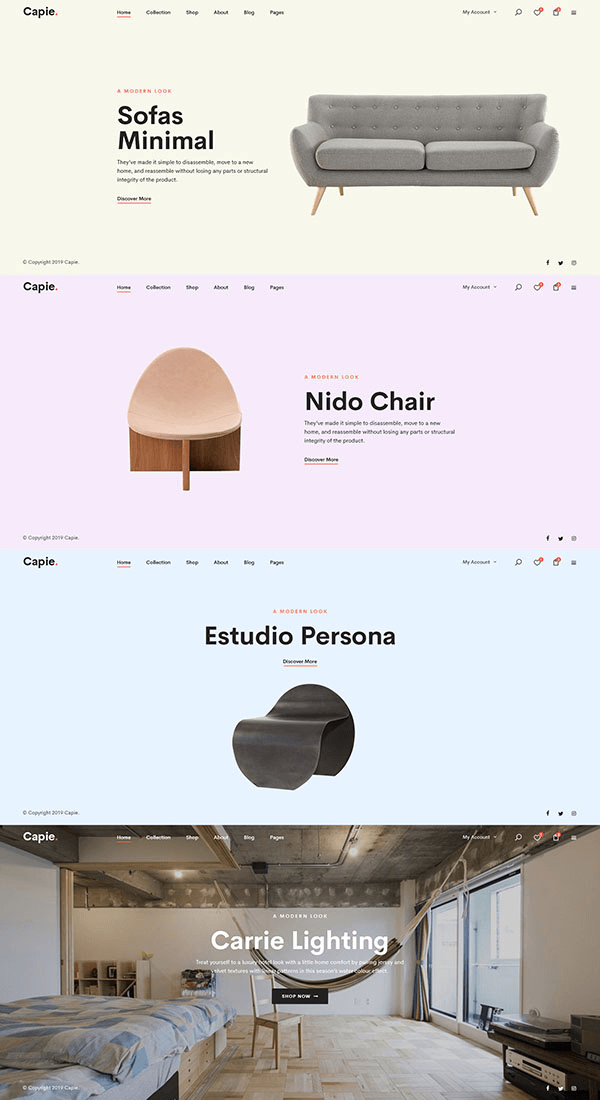 Capie. Home Collection Shop About Blog Pages My Account
A MODERN LOOK
Sofas
Minimal
They've made it simple to disassemble, move to a new
home, and reassemble without losing any parts or structural
integrity of the product.
Discover More
© Copyright 2019 Capie.
Capie. Home Collection Shop About Blog Pages My Account
A MODERN LOOK
Nido Chair
They've made it simple to disassemble, move to a new
home, and reassemble without losing any parts or structural
integrity of the product.
Discover More
© Copyright 2019 Capie.
Capie. Home Collection Shop About Blog Pages My Account
A MODERN LOOK
Estudio Persona
Discover More
© Copyright 2019 Capie.
Capie. Home Collection Shop About Blog Pages My Account
A MODERN LOOK
Carrie Lighting
Treat yourself to a luxury hotel look with a little home comfort by pairing jersey and
shirt textures with linear patterns in this season's watercolour effect.
SHOP NOW →
© Copyright 2019 Capie.